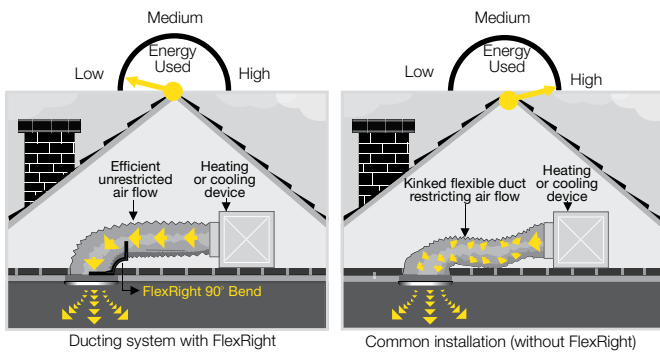 Medium
Energy
Used
Low
High
Efficient
unrestricted
air flow
Heating
or cooling
device
FlexRight 90° Bend
Ducting system with FlexRight
Medium
Energy
Used
Low
High
Kinked flexible duct
restricting air flow
Heating
or cooling
device
Common installation (without FlexRight)